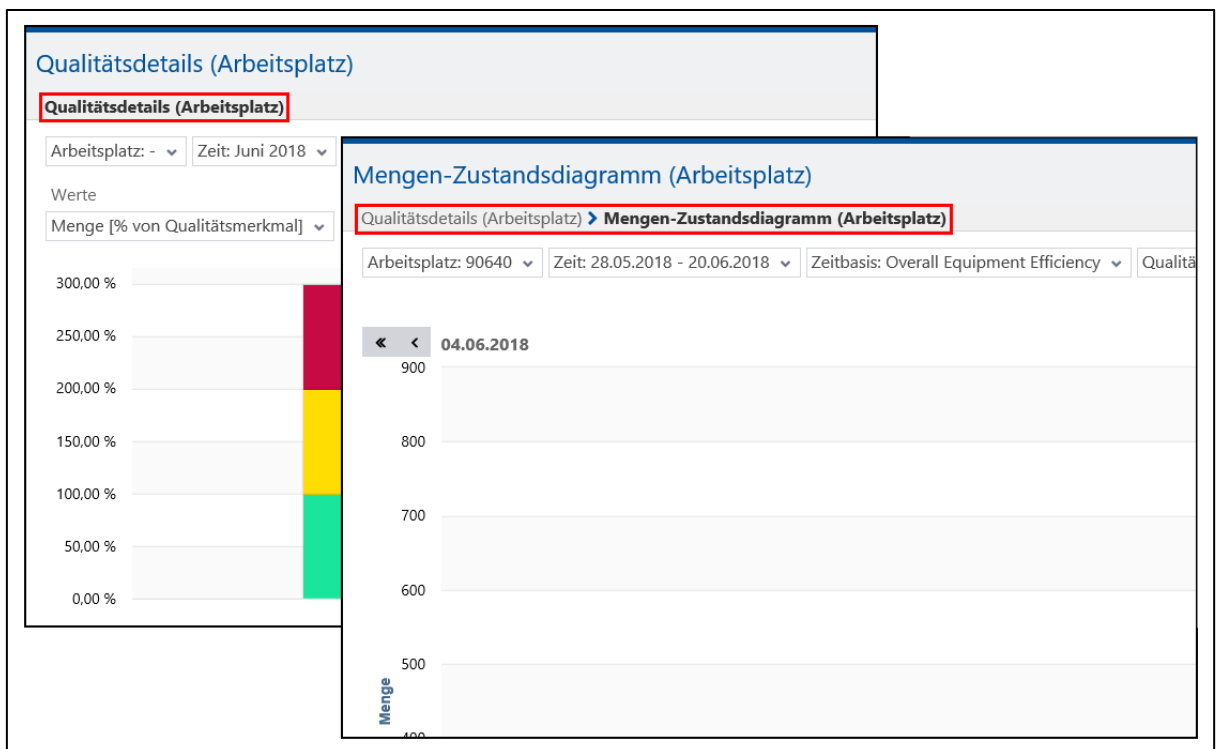 Qualitätsdetails (Arbeitsplatz)
Qualitätsdetails (Arbeitsplatz)
Arbeitsplatz: - Zeit: Juni 2018
Werte
Menge [% von Qualitätsmerkmal]
300,00 %
250,00 %
200,00 %
150,00 %
100,00 %
50,00 %
0,00 %
Mengen-Zustandsdiagramm (Arbeitsplatz)
Qualitätsdetails (Arbeitsplatz) > Mengen-Zustandsdiagramm (Arbeitsplatz)
Arbeitsplatz: 90640 Zeit: 28.05.2018 - 20.06.2018 Zeitbasis: Overall Equipment Efficiency Qualitä
« < 04.06.2018
900
800
700
600
500
400
Menge